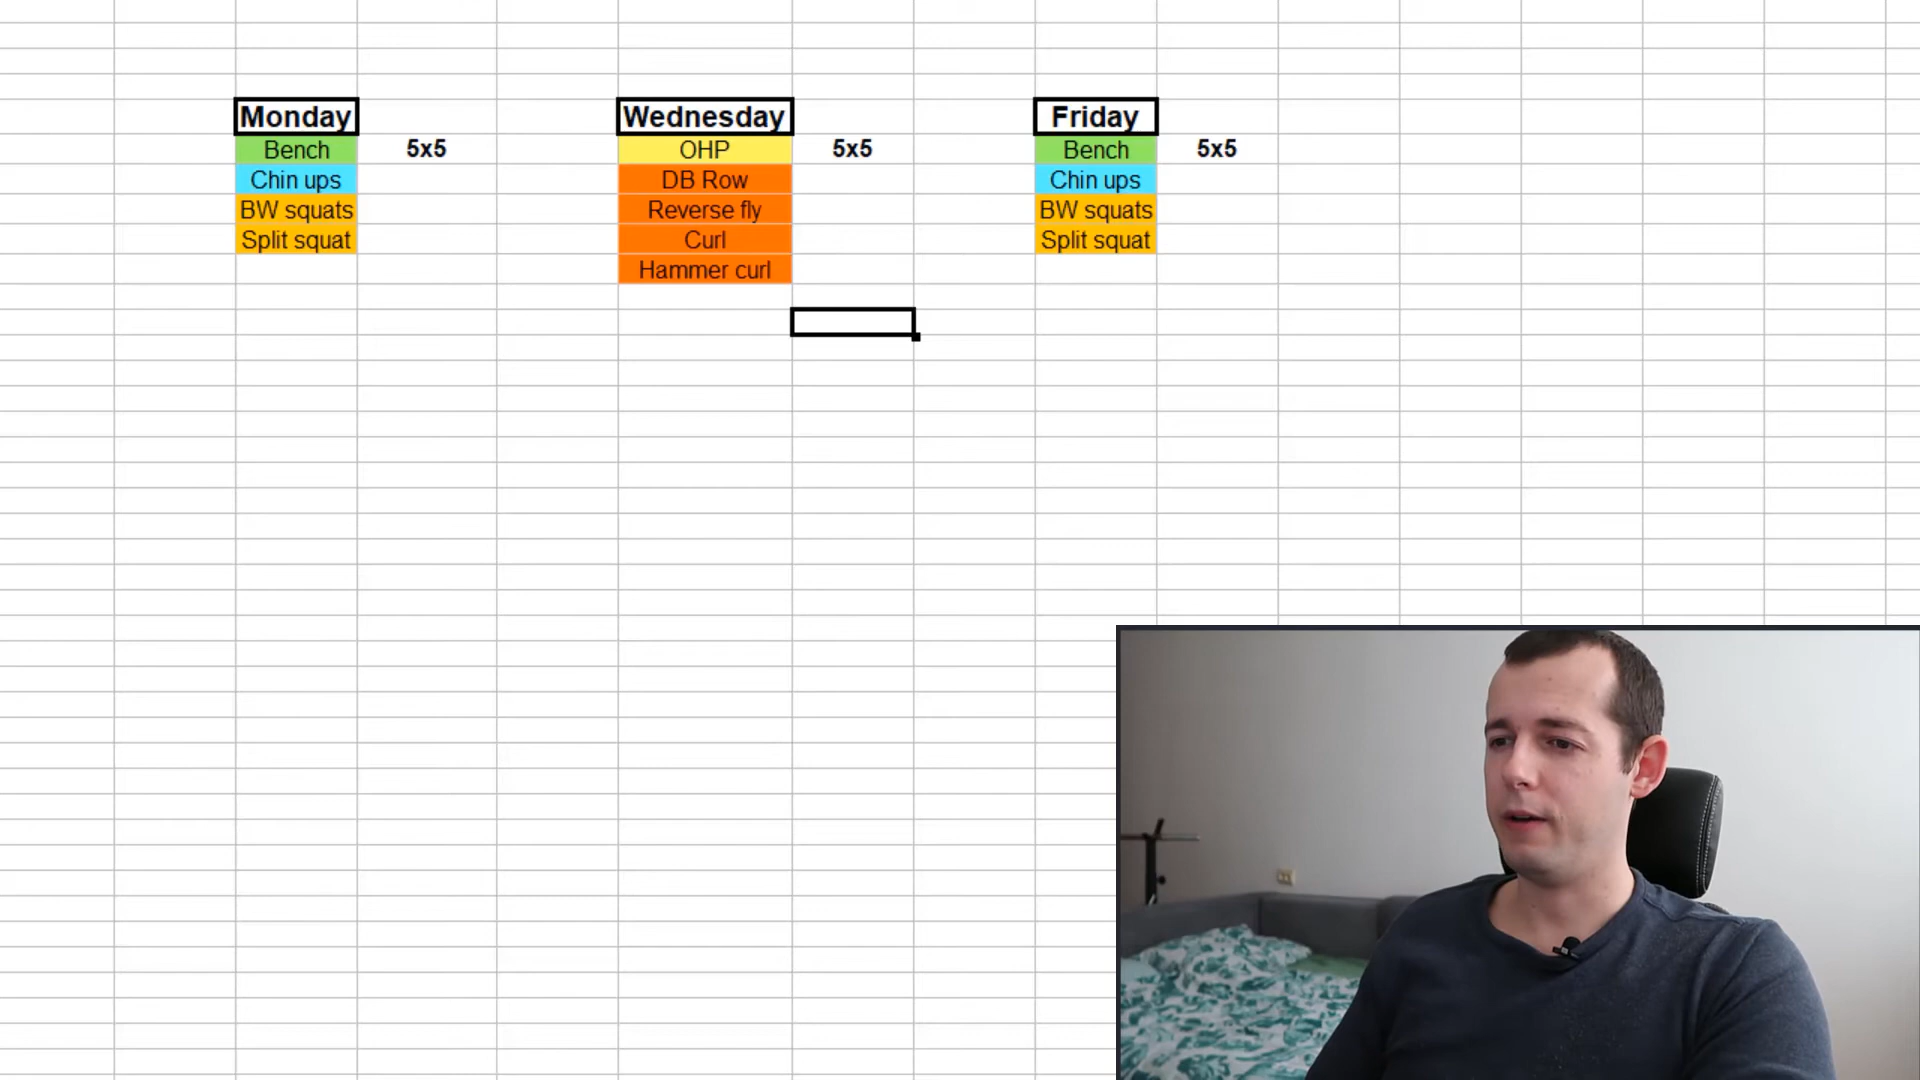 Monday
Bench 5x5
Chin ups
BW squats
Split squat
Wednesday
OHP 5x5
DB Row
Reverse fly
Curl
Hammer curl
Friday
Bench 5x5
Chin ups
BW squats
Split squat